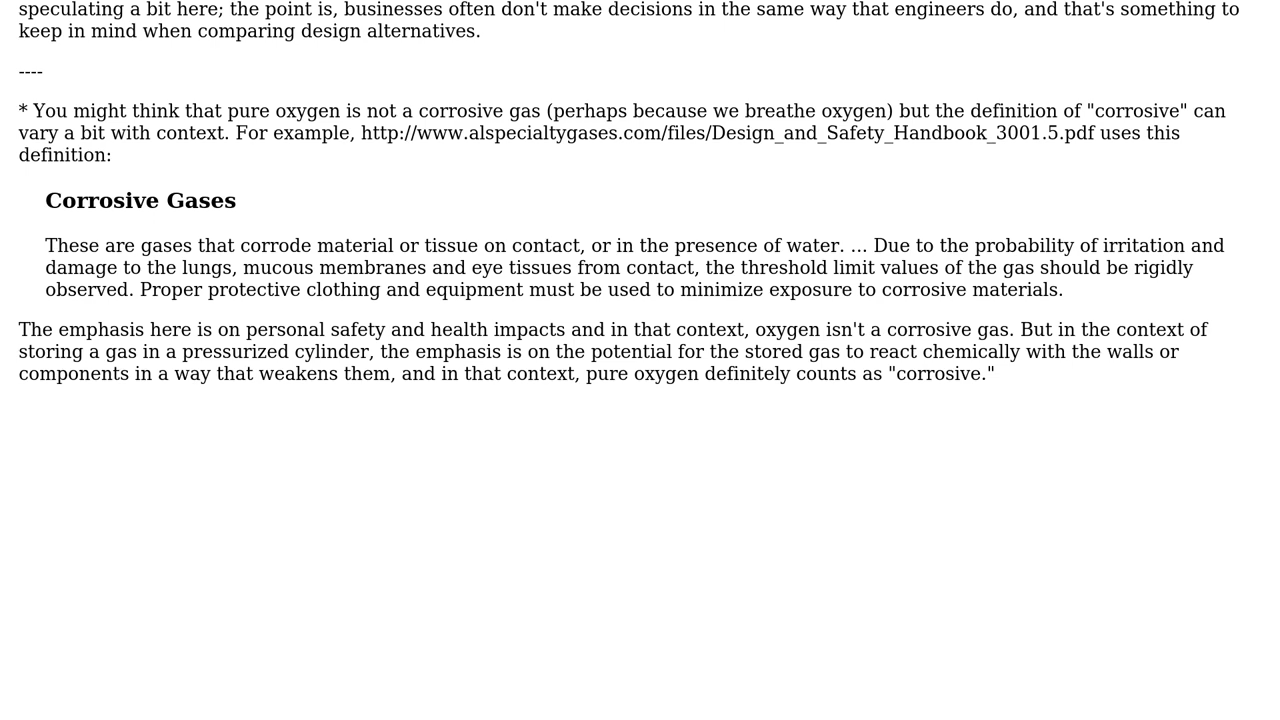 speculating a bit here; the point is, businesses often don't make decisions in the same way that engineers do, and that's something to
keep in mind when comparing design alternatives.
----
* You might think that pure oxygen is not a corrosive gas (perhaps because we breathe oxygen) but the definition of "corrosive" can
vary a bit with context. For example, http://www.alspecialtygases.com/files/Design_and_Safety_Handbook_3001.5.pdf uses this
definition:
Corrosive Gases
These are gases that corrode material or tissue on contact, or in the presence of water. ... Due to the probability of irritation and
damage to the lungs, mucous membranes and eye tissues from contact, the threshold limit values of the gas should be rigidly
observed. Proper protective clothing and equipment must be used to minimize exposure to corrosive materials.
The emphasis here is on personal safety and health impacts and in that context, oxygen isn't a corrosive gas. But in the context of
storing a gas in a pressurized cylinder, the emphasis is on the potential for the stored gas to react chemically with the walls or
components in a way that weakens them, and in that context, pure oxygen definitely counts as "corrosive."